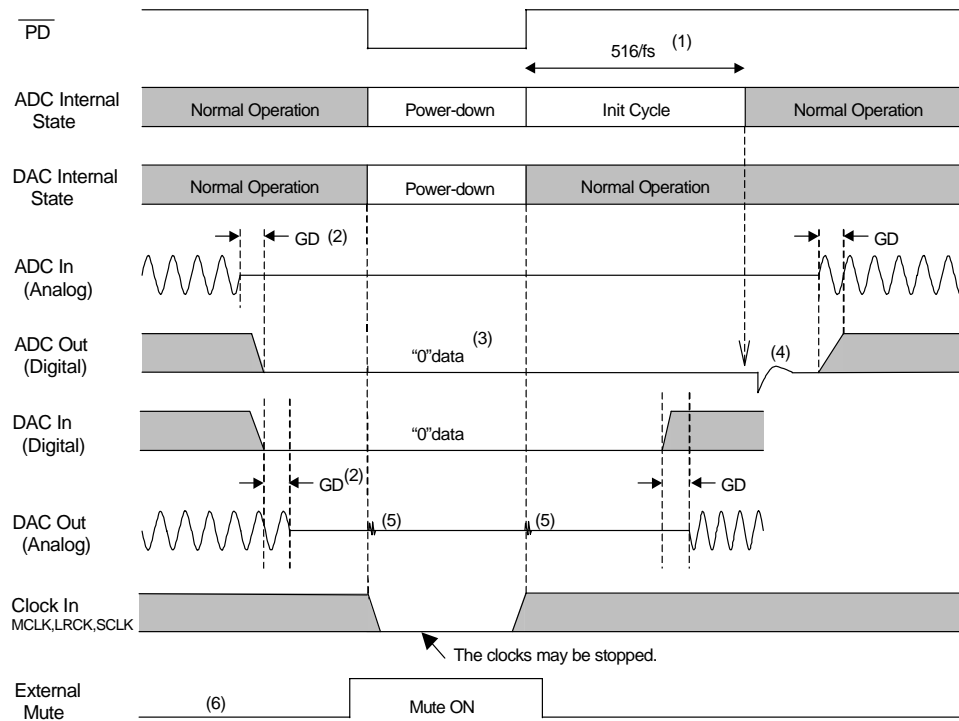 PD
516/fs (1)
ADC Internal
State
Normal Operation Power-down Init Cycle Normal Operation
DAC Internal
State
Normal Operation Power-down Normal Operation
GD (2) GD
ADC In
(Analog)
ADC Out
(Digital)
“0”data (3) (4)
DAC In
(Digital)
“0”data
GD (2) GD
DAC Out
(Analog)
(5) (5)
Clock In
MCLK,LRCK,SCLK
The clocks may be stopped.
External
Mute
(6) Mute ON